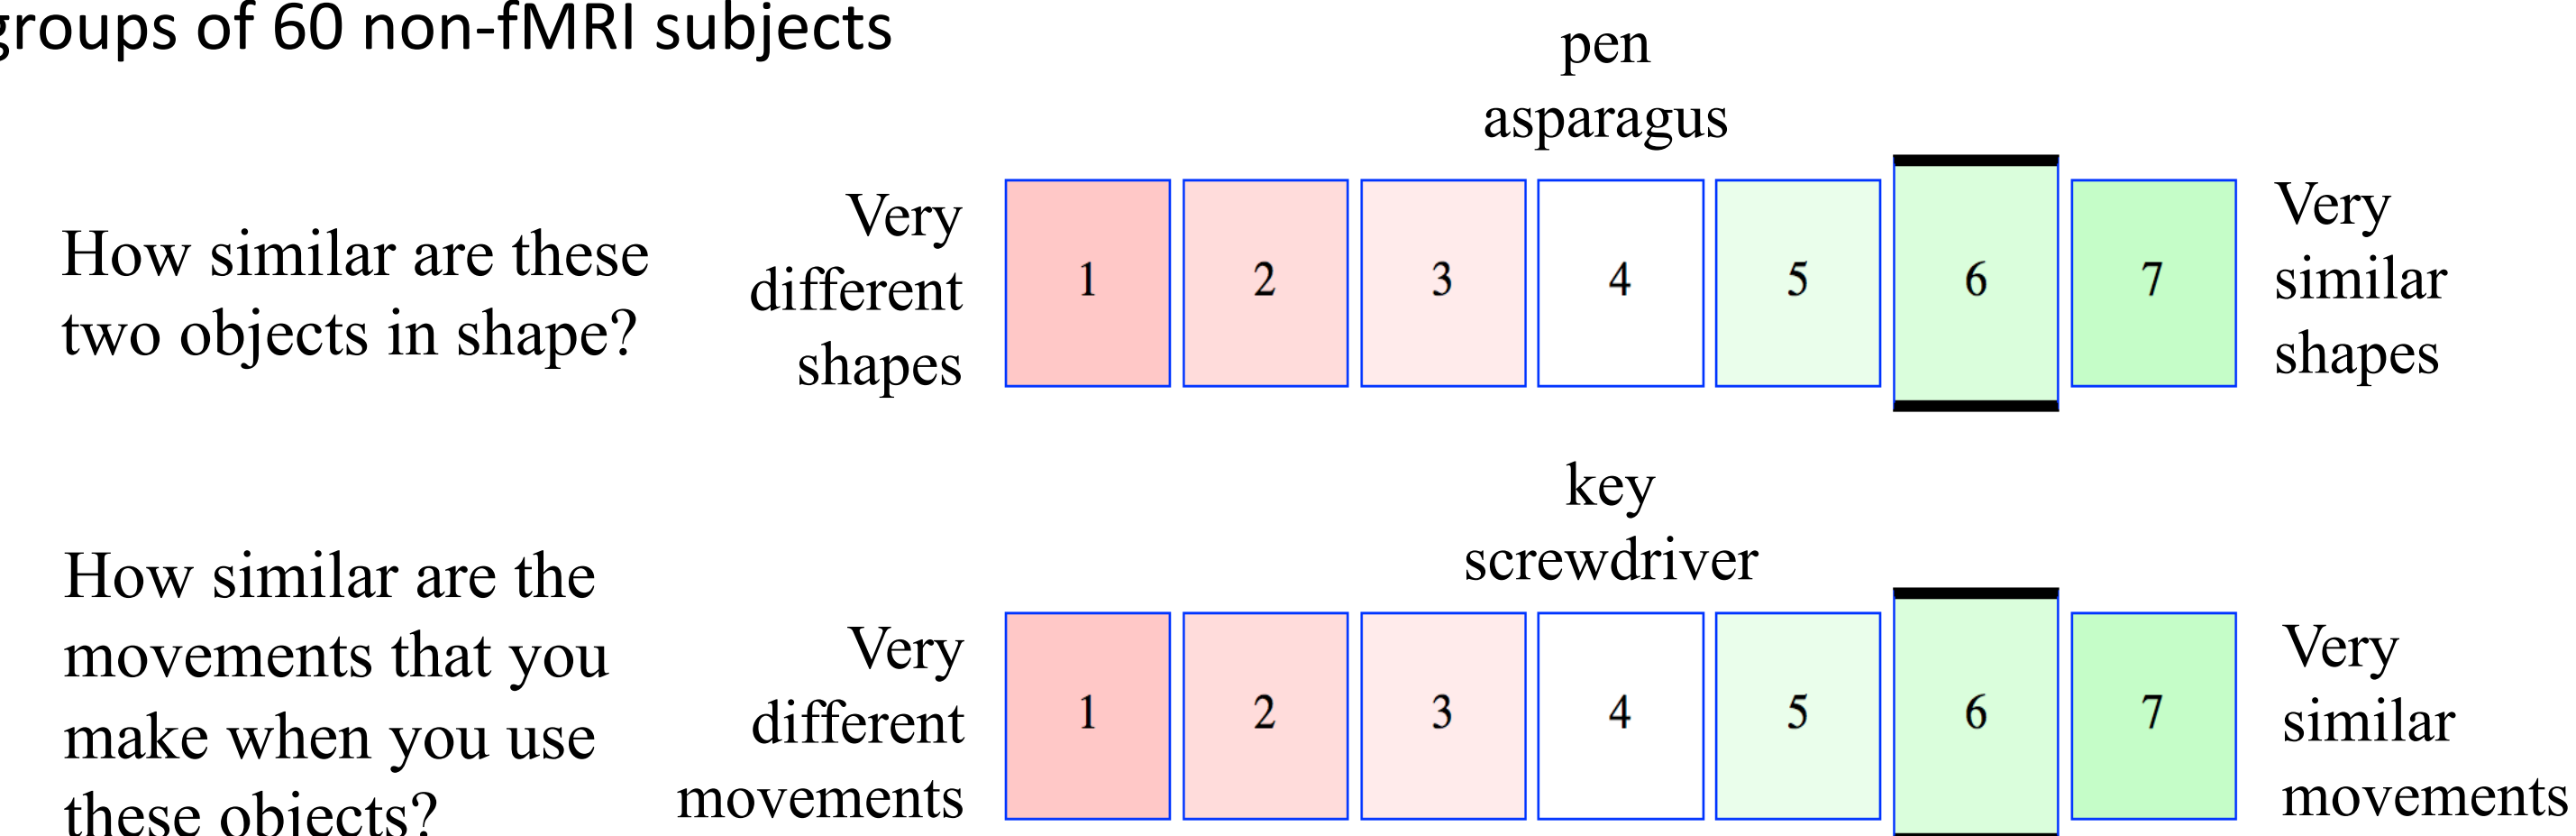 groups of 60 non-fMRI subjects
pen
asparagus
How similar are these
two objects in shape?
Very
different
shapes
1 2 3 4 5 6 7
Very
similar
shapes
key
screwdriver
How similar are the
movements that you
make when you use
these objects?
Very
different
movements
1 2 3 4 5 6 7
Very
similar
movements